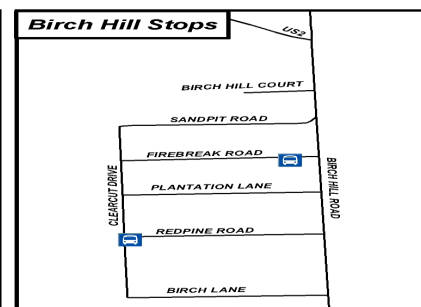 Birch Hill Stops
US2
BIRCH HILL COURT
SANDPIT ROAD
FIREBREAK ROAD
PLANTATION LANE
REDPINE ROAD
BIRCH LANE
CLEARCUT DRIVE
BIRCH HILL ROAD